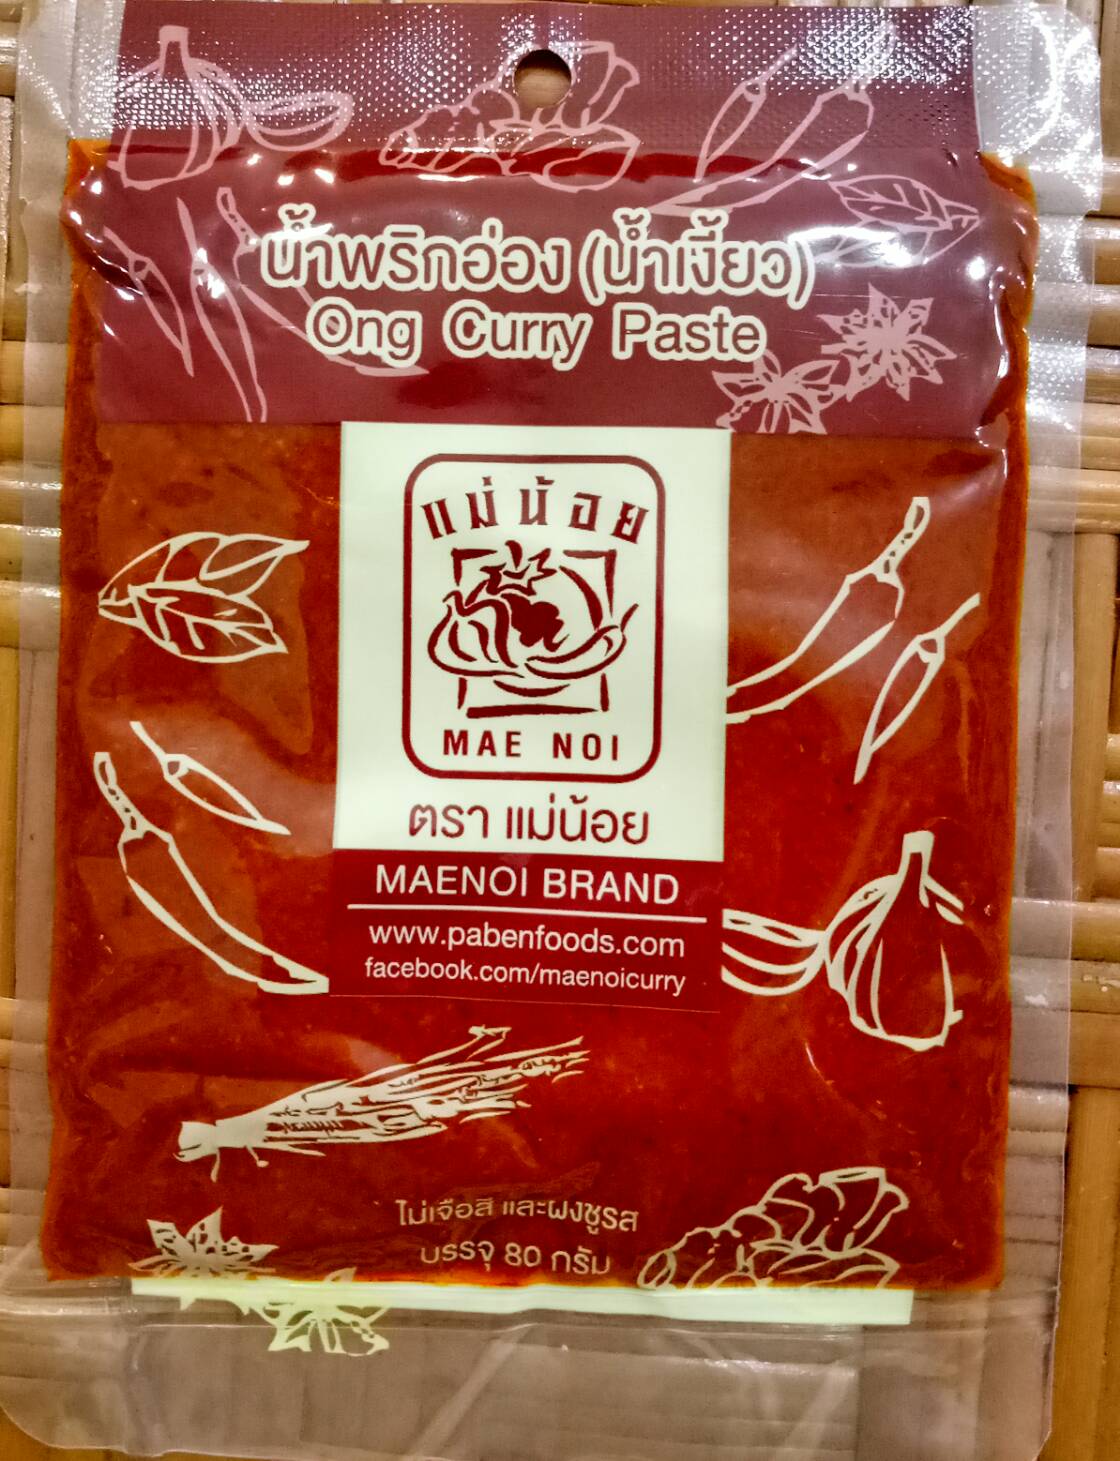 น้ำพริกอ่อง (น้ำเงี้ยว)
Ong Curry Paste
แม่น้อย
MAE NOI
ตรา แม่น้อย
MAENOI BRAND
www.pabenfoods.com
facebook.com/maenoicurry
ไม่เจือสี และผงชูรส
บรรจุ 80 กรัม